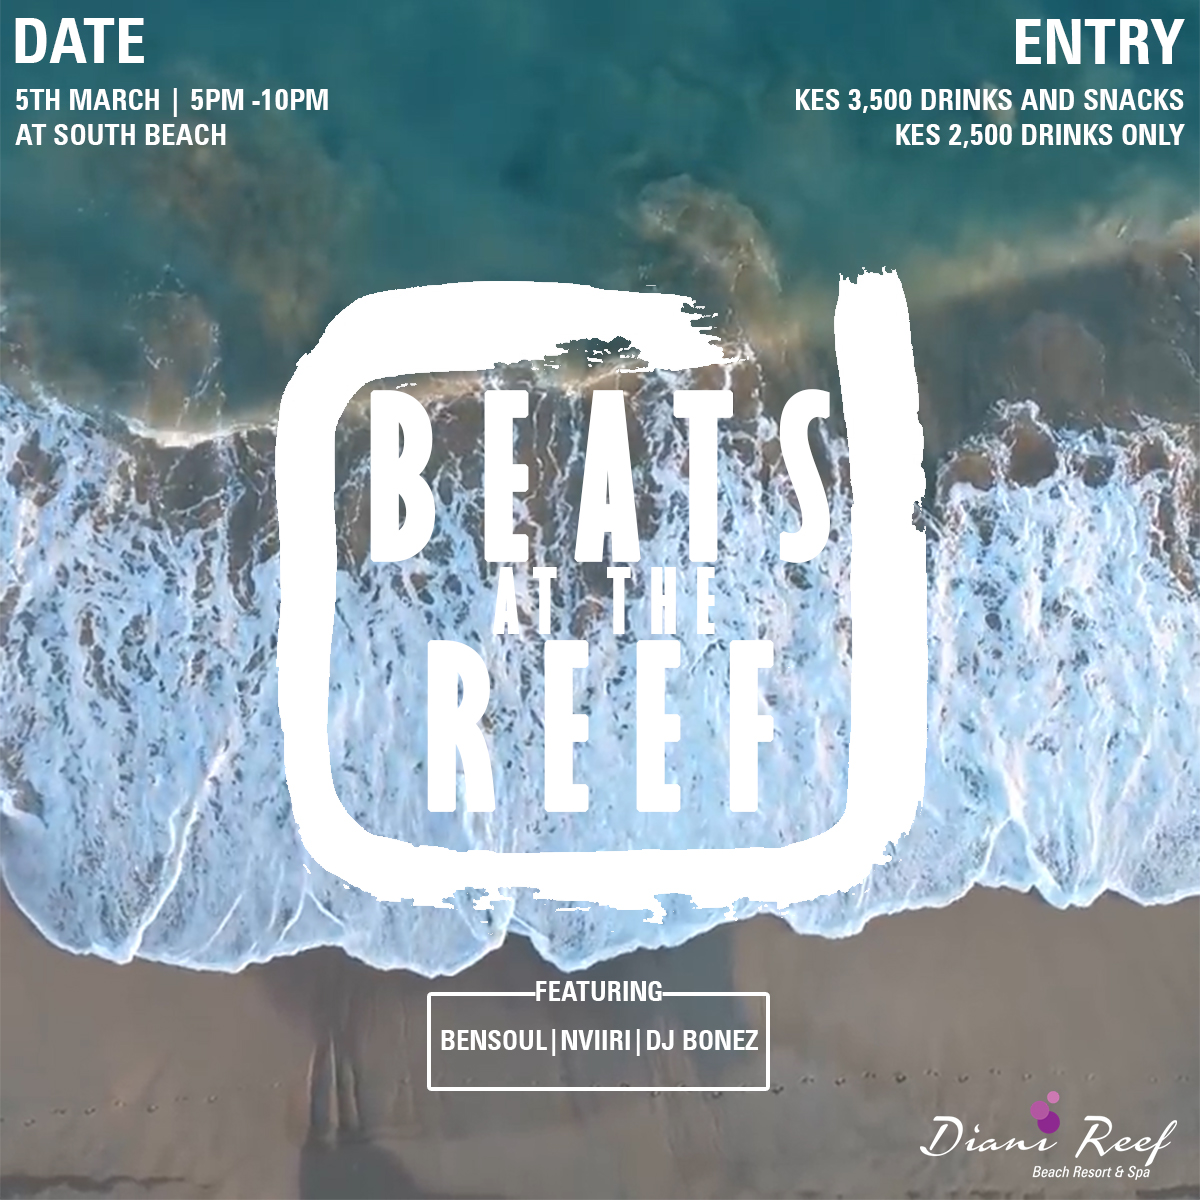 DATE
5TH MARCH | 5PM -10PM
AT SOUTH BEACH
ENTRY
KES 3,500 DRINKS AND SNACKS
KES 2,500 DRINKS ONLY
BEATS
AT THE
REEF
FEATURING
BENSOUL|NVIIRI|DJ BONEZ
Diani Reef
Beach Resort & Spa